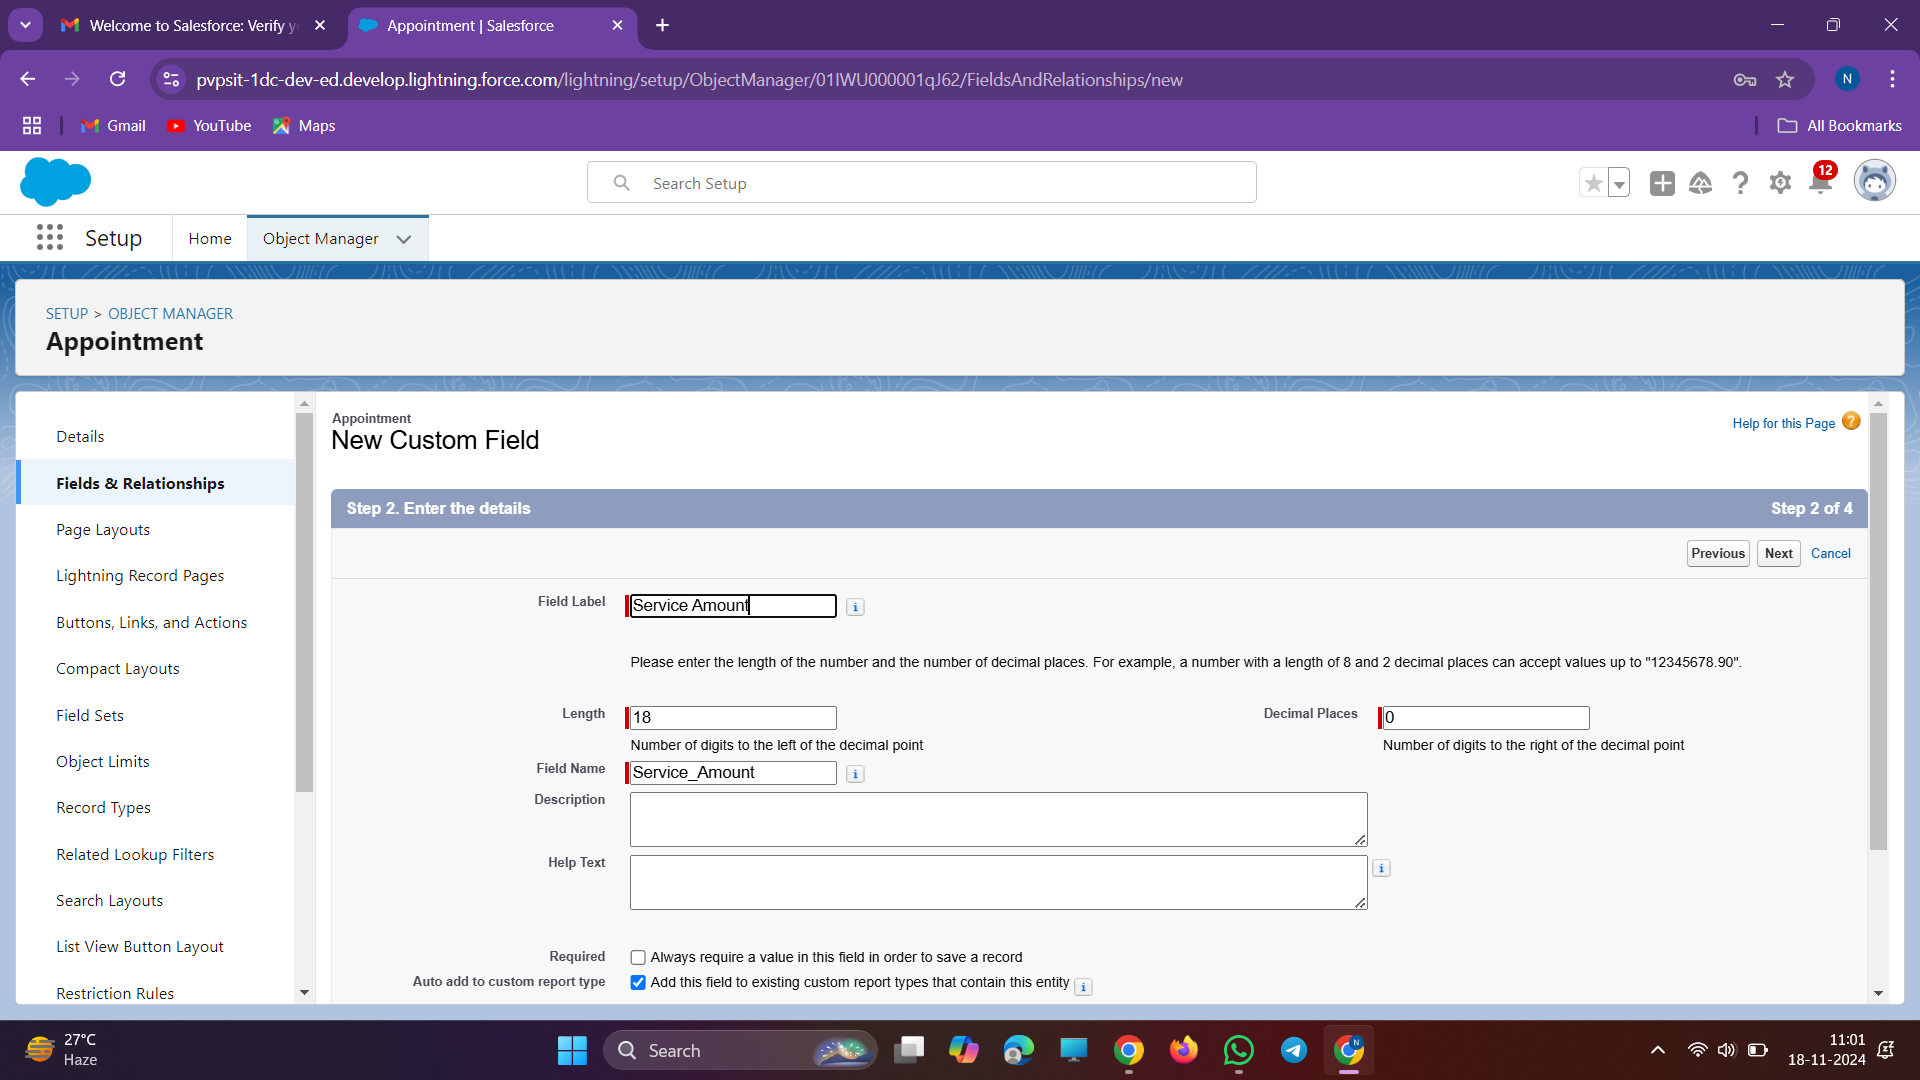 Welcome to Salesforce: Verify y
Appointment | Salesforce
pvpsit-1dc-dev-ed.develop.lightning.force.com/lightning/setup/ObjectManager/01IWU000001qJ62/FieldsAndRelationships/new
N
Gmail
YouTube
Maps
All Bookmarks
Search Setup
12
Setup
Home
Object Manager
SETUP > OBJECT MANAGER
Appointment
Details
Fields & Relationships
Page Layouts
Lightning Record Pages
Buttons, Links, and Actions
Compact Layouts
Field Sets
Object Limits
Record Types
Related Lookup Filters
Search Layouts
List View Button Layout
Restriction Rules
Appointment
New Custom Field
Help for this Page
Step 2. Enter the details
Step 2 of 4
Previous
Next
Cancel
Field Label
Service Amount
Please enter the length of the number and the number of decimal places. For example, a number with a length of 8 and 2 decimal places can accept values up to "12345678.90".
Length
18
Decimal Places
0
Number of digits to the left of the decimal point
Number of digits to the right of the decimal point
Field Name
Service_Amount
Description
Help Text
Required
Always require a value in this field in order to save a record
Auto add to custom report type
Add this field to existing custom report types that contain this entity
27°C
Haze
Search
11:01
18-11-2024